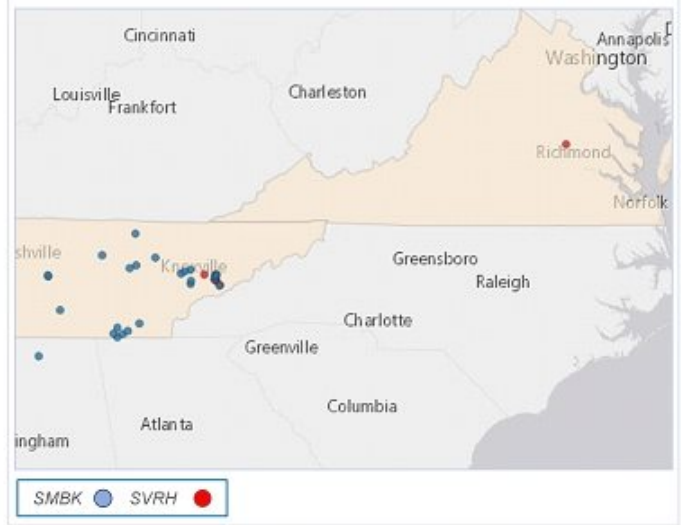 Cincinnati
Annapolis
Washington
Louisville
Frankfort
Charleston
Richmond
Norfolk
shville
Knoxville
Greensboro
Raleigh
Charlotte
Greenville
Columbia
Atlanta
ingham
SMBK SVRH